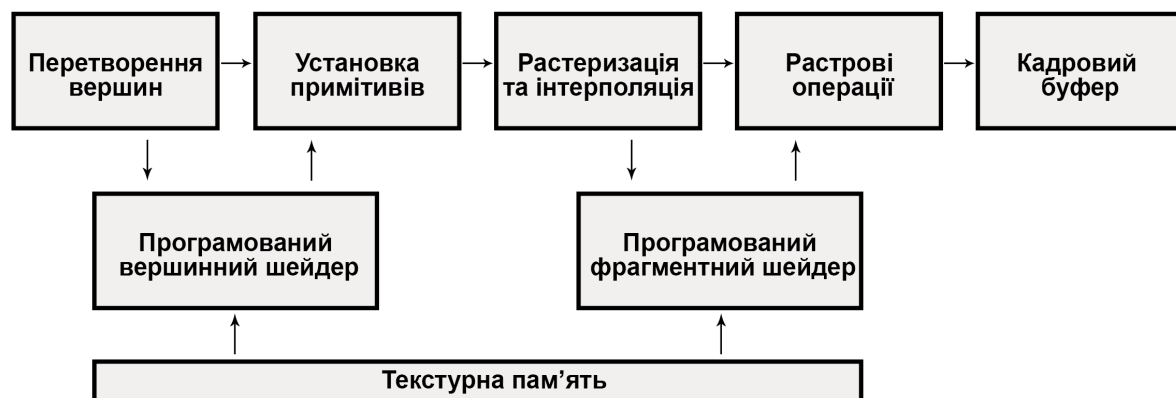 Перетворення
вершин
Установка
примітивів
Растеризація
та інтерполяція
Растрові
операції
Кадровий
буфер
Програмований
вершинний шейдер
Програмований
фрагментний шейдер
Текстурна пам’ять